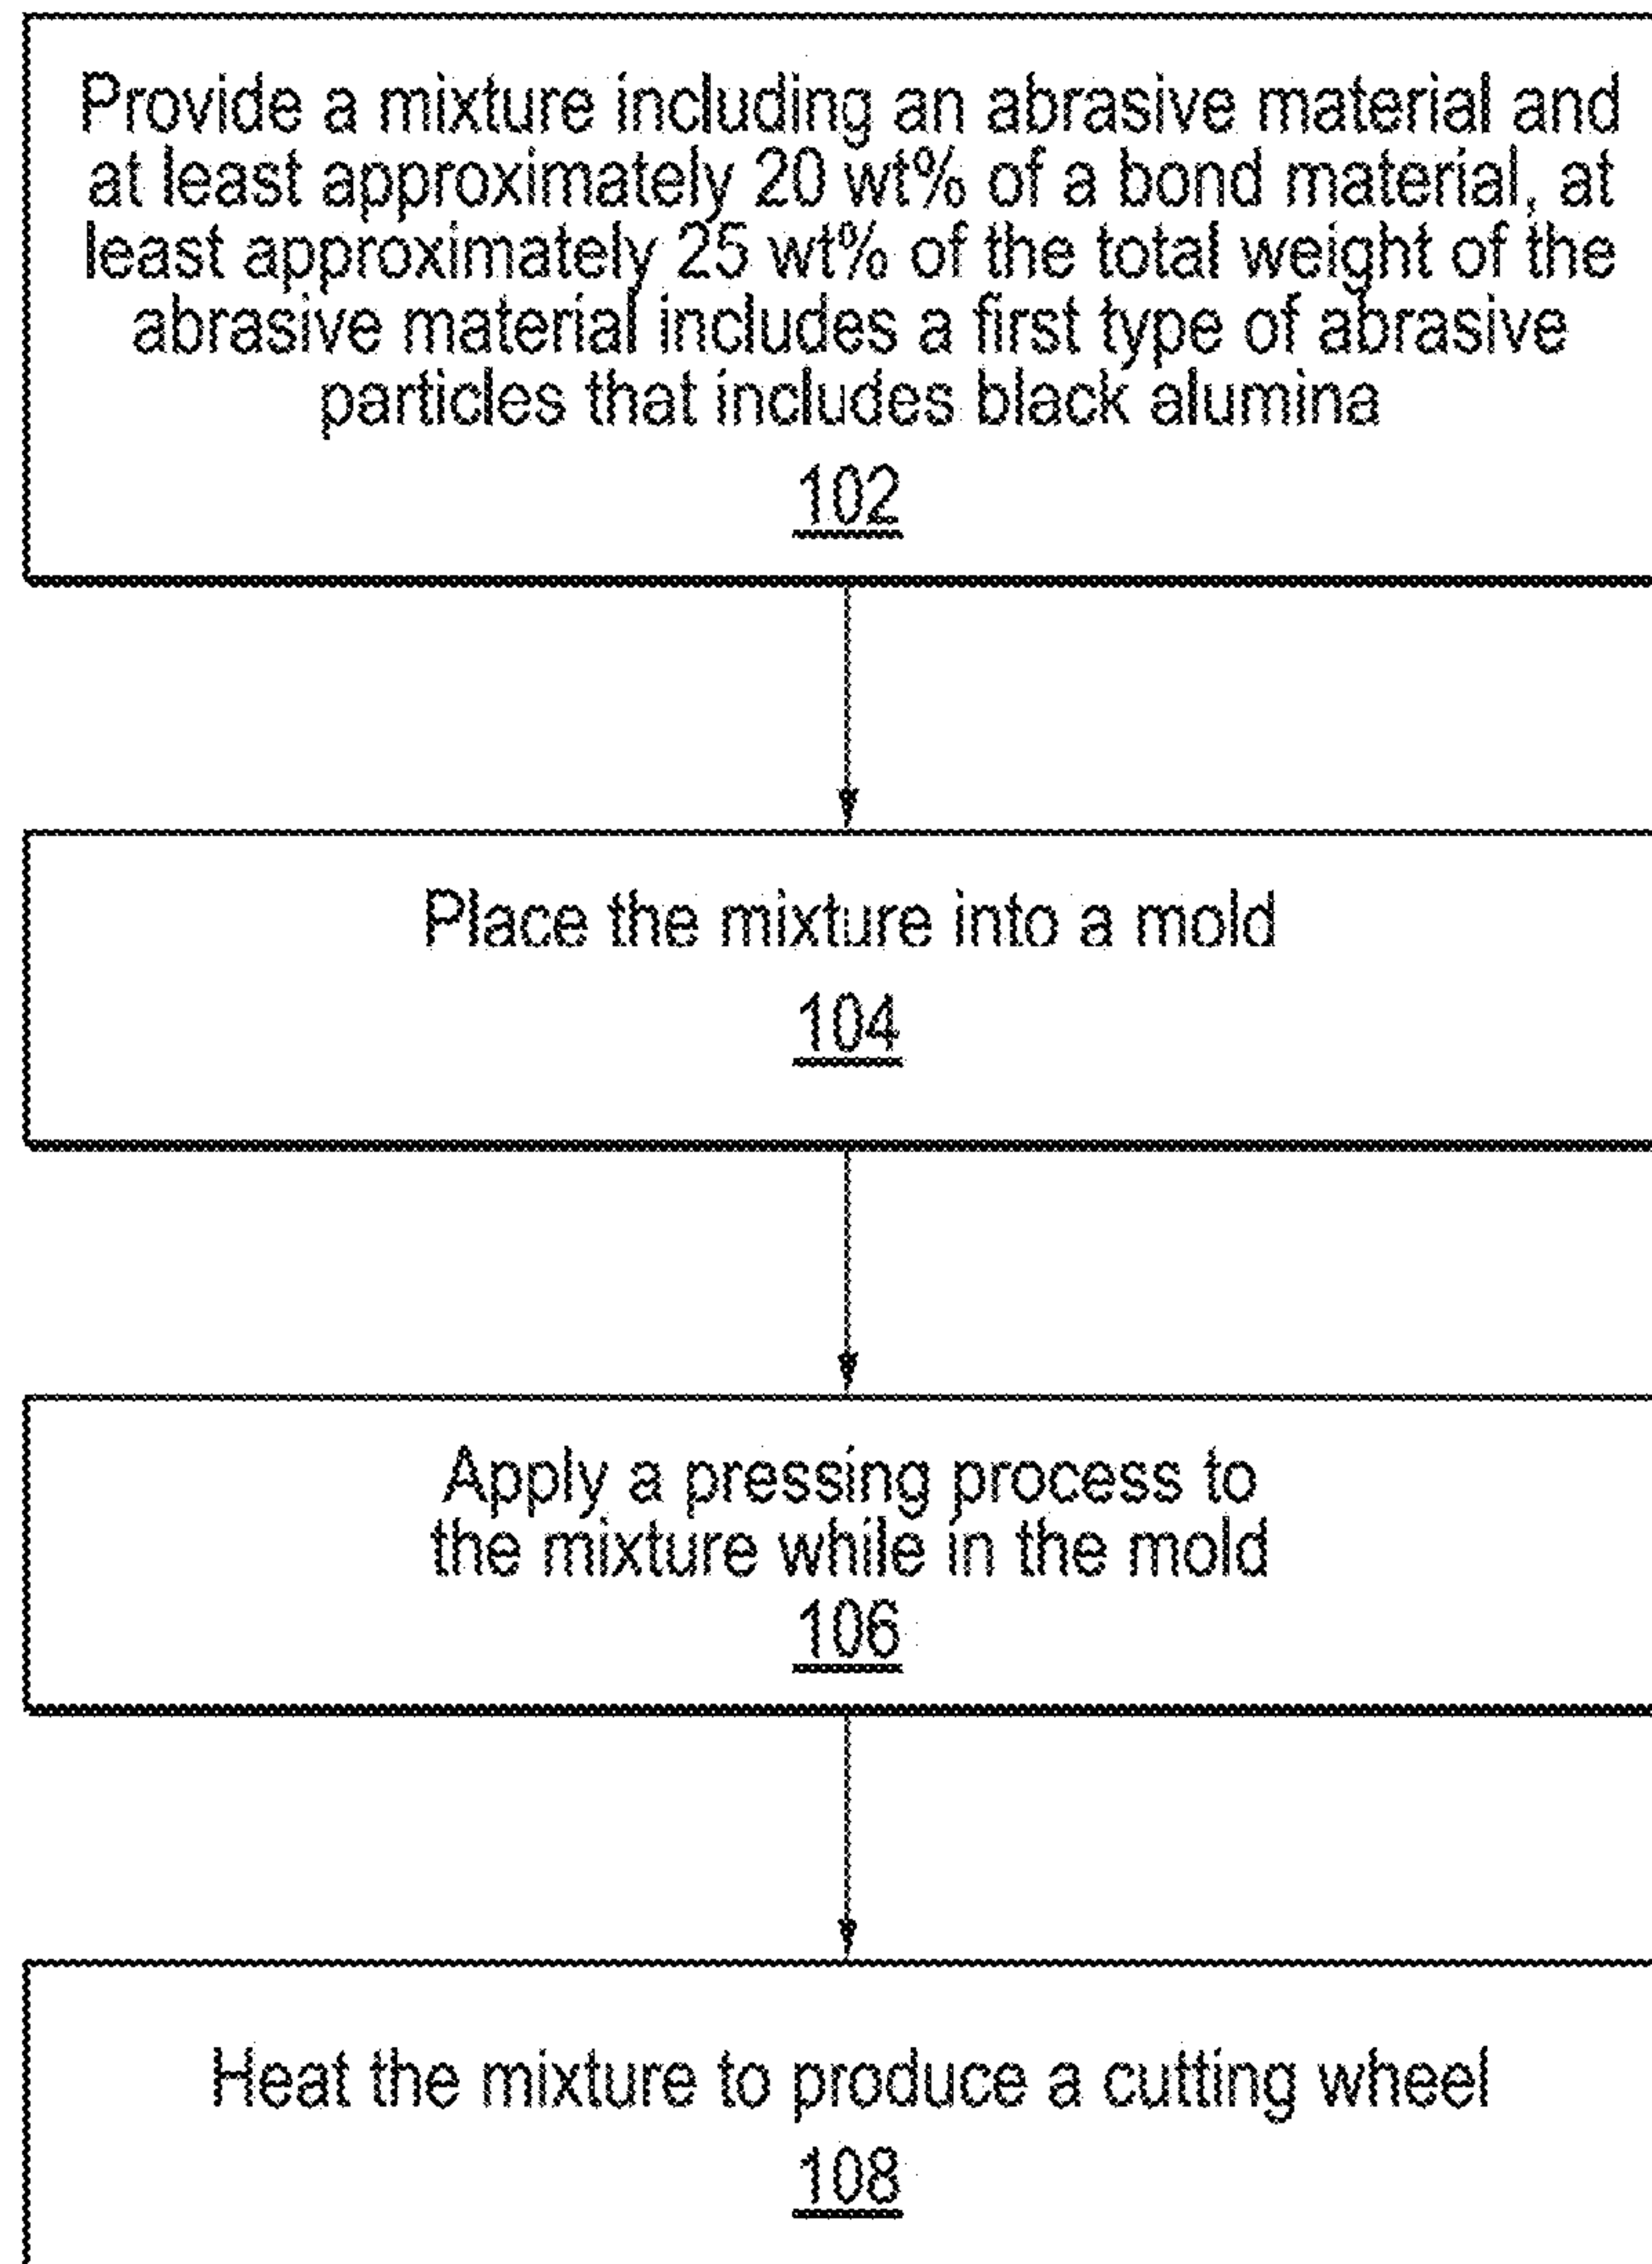 Provide a mixture including an abrasive material and
at least approximately 20 wt% of a bond material, at
least approximately 25 wt% of the total weight of the
abrasive material includes a first type of abrasive
particles that includes black alumina
102
Place the mixture into a mold
104
Apply a pressing process to
the mixture while in the mold
106
Heat the mixture to produce a cutting wheel
108